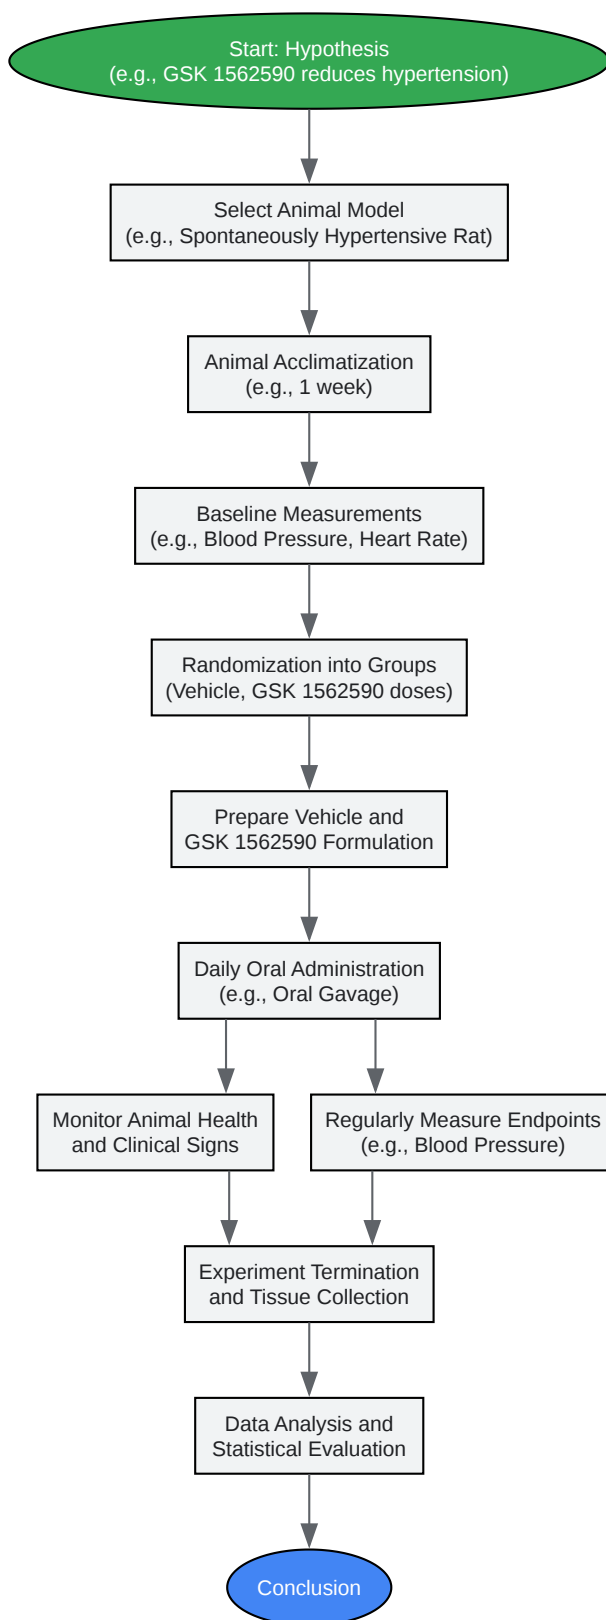 Start: Hypothesis
(e.g., GSK 1562590 reduces hypertension)
Select Animal Model
(e.g., Spontaneously Hypertensive Rat)
Animal Acclimatization
(e.g., 1 week)
Baseline Measurements
(e.g., Blood Pressure, Heart Rate)
Randomization into Groups
(Vehicle, GSK 1562590 doses)
Prepare Vehicle and
GSK 1562590 Formulation
Daily Oral Administration
(e.g., Oral Gavage)
Monitor Animal Health
and Clinical Signs
Regularly Measure Endpoints
(e.g., Blood Pressure)
Experiment Termination
and Tissue Collection
Data Analysis and
Statistical Evaluation
Conclusion